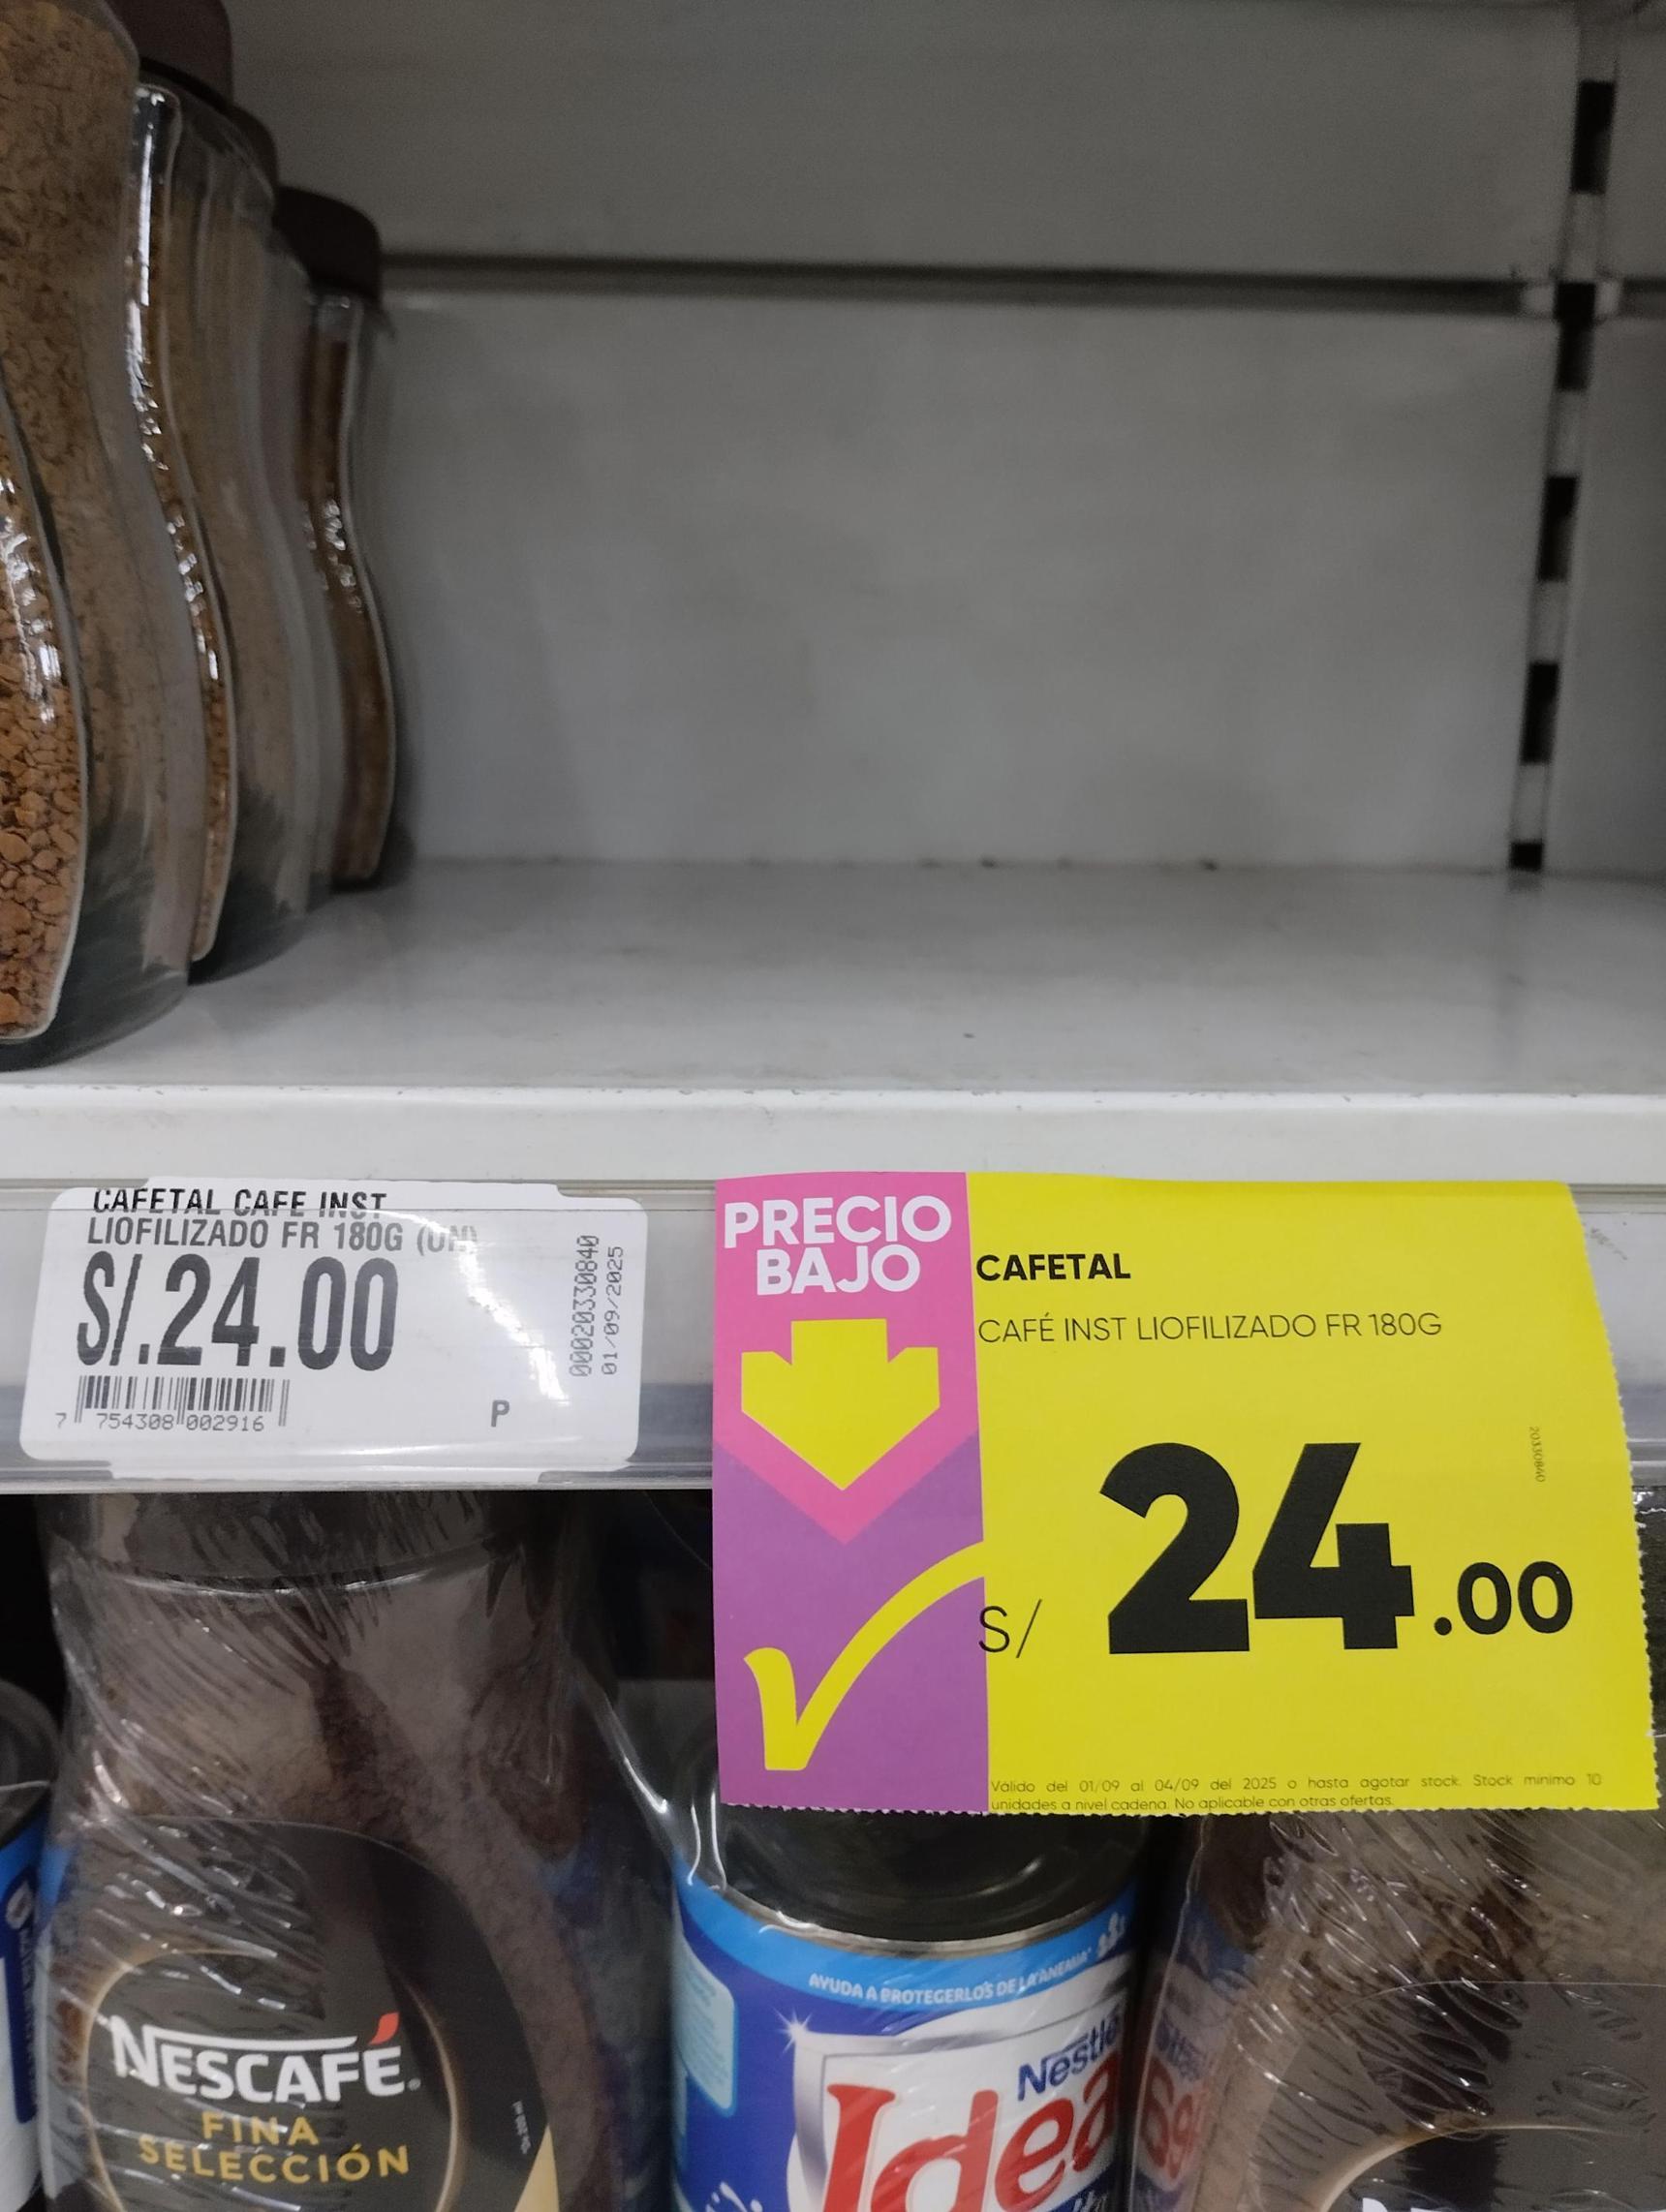 CAFETAL CAFE INST
LIOFILIZADO FR 180G (UN)
S/.24.00
7 754308 002916
P
000020330840
01/09/2025
PRECIO
BAJO
CAFETAL
CAFÉ INST LIOFILIZADO FR 180G
S/ 24.00
20330840
Válido del 01/09 al 04/09 del 2025 o hasta agotar stock. Stock mínimo 10
unidades a nivel cadena. No aplicable con otras ofertas.
NESCAFÉ
FINA
SELECCIÓN
AYUDA A PROTEGERLOS DE LA ANEMIA*
Nestlé
Idea